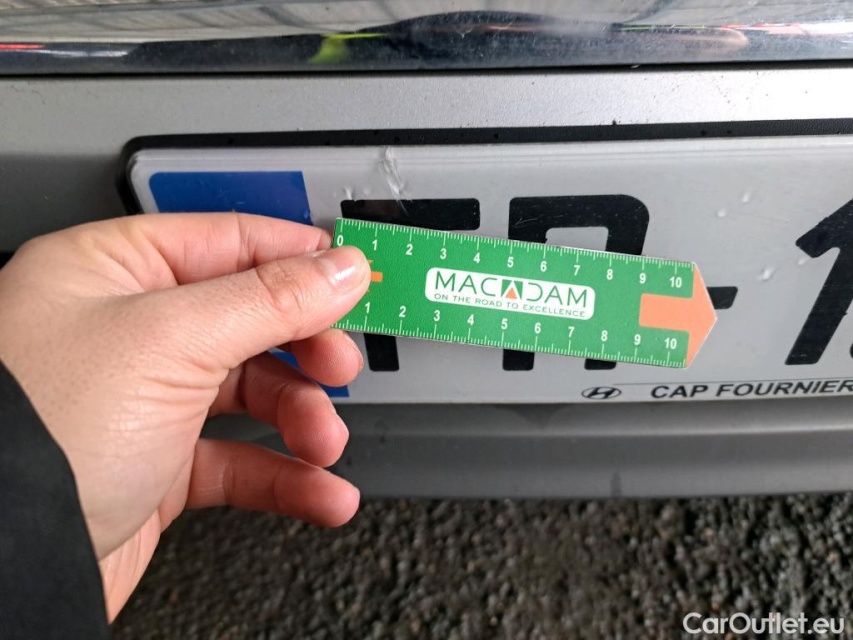 0 1 2 3 4 5 6 7 8 9 10
MACADAM
ON THE ROAD TO EXCELLENCE
1 2 3 4 5 6 7 8 9 10
CAP FOURNIER
CarOutlet.eu